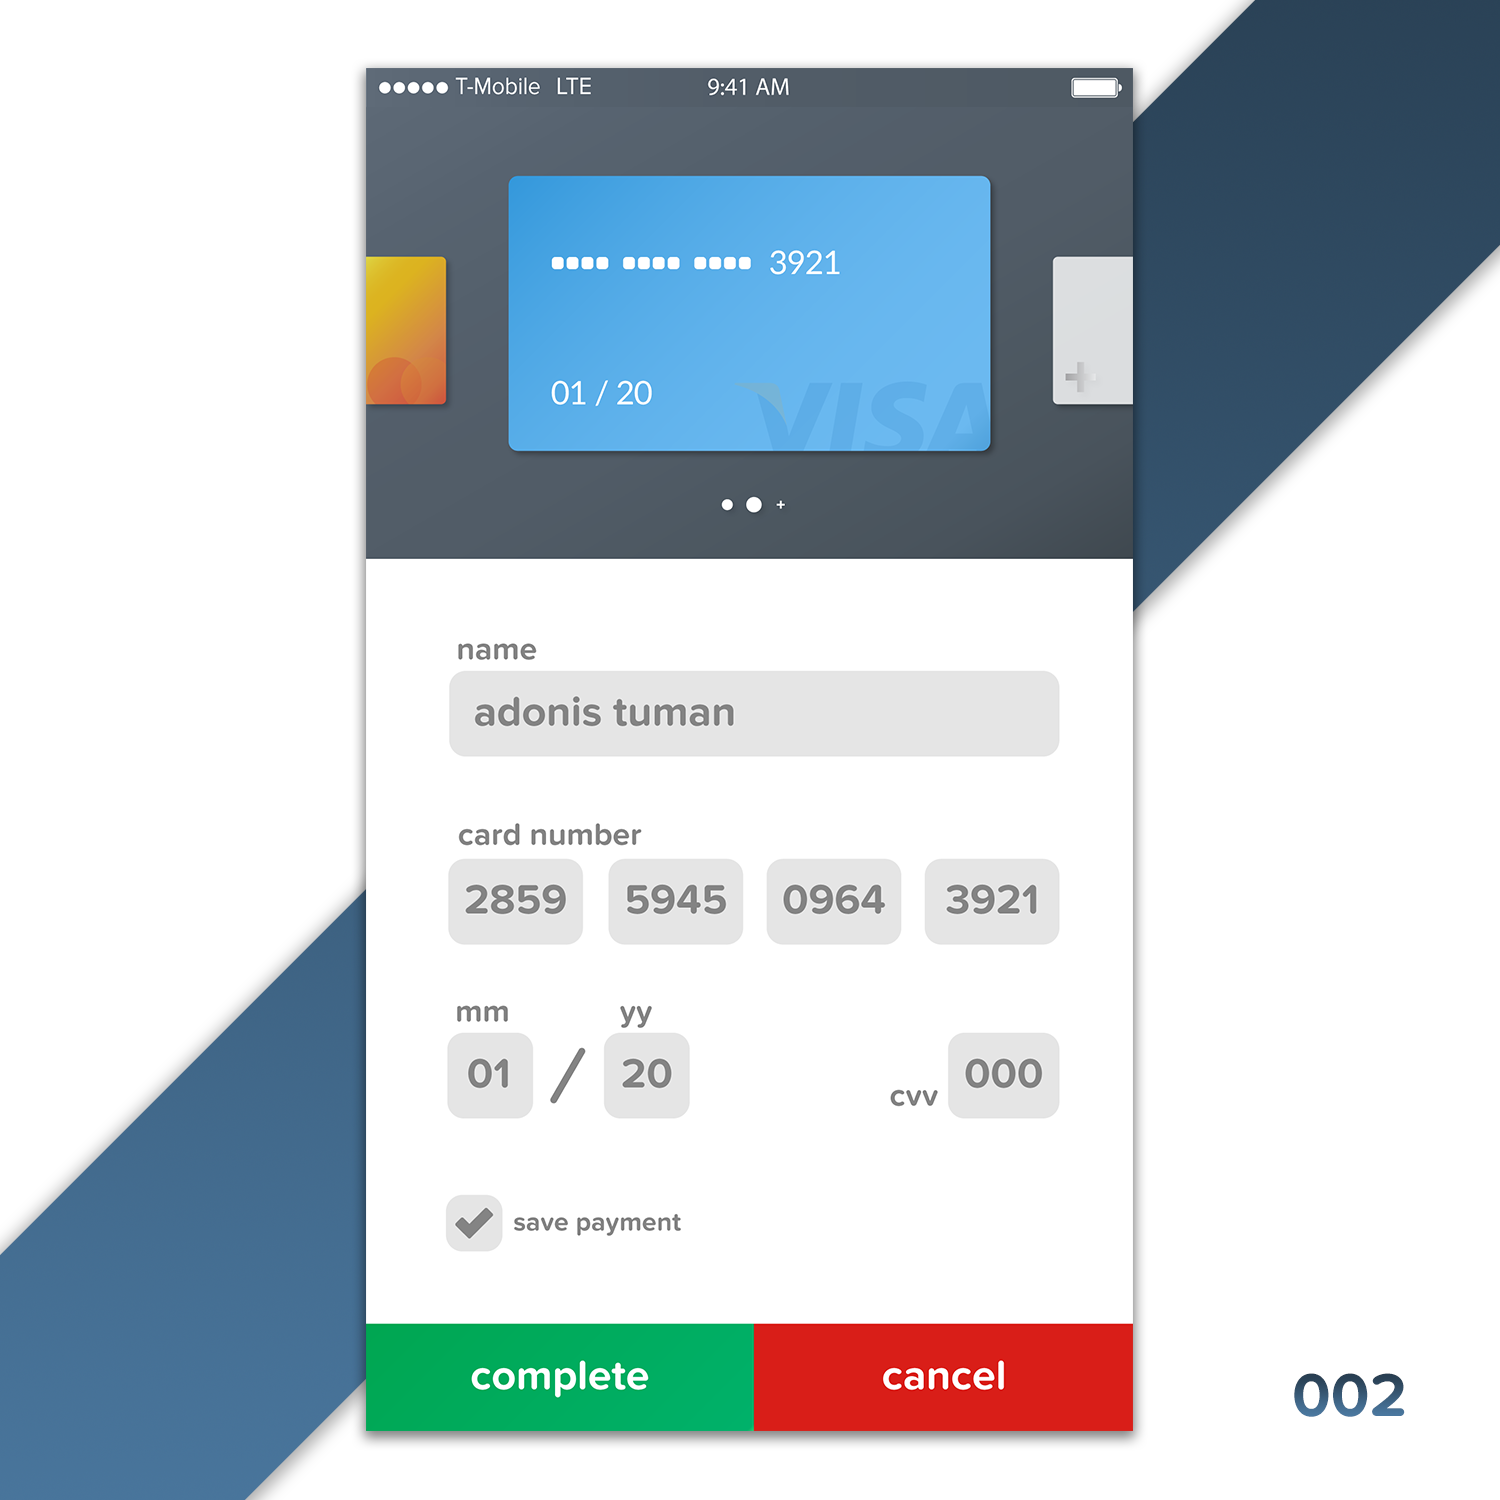 T-Mobile LTE 9:41 AM
3921
01 / 20
VISA
name
adonis tuman
card number
2859 5945 0964 3921
mm yy
01 / 20
cvv 000
save payment
complete cancel
002